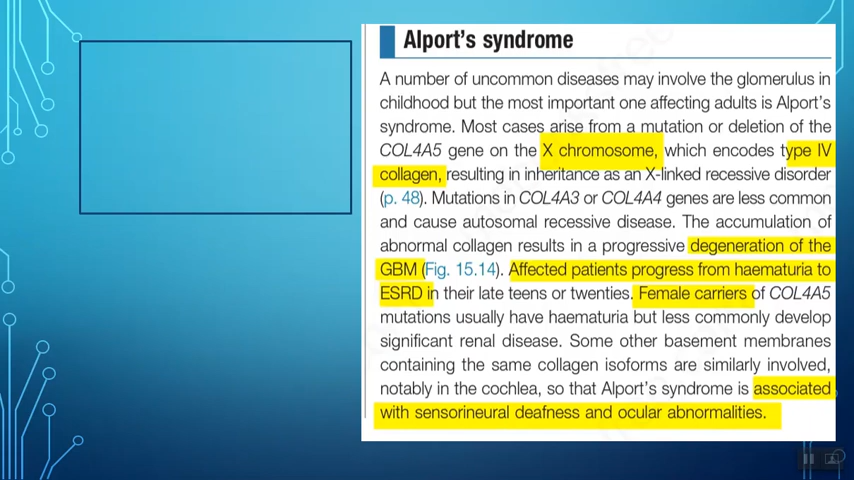 Alport's syndrome
A number of uncommon diseases may involve the glomerulus in
childhood but the most important one affecting adults is Alport's
syndrome. Most cases arise from a mutation or deletion of the
COL4A5 gene on the X chromosome, which encodes type IV
collagen, resulting in inheritance as an X-linked recessive disorder
(p. 48). Mutations in COL4A3 or COL4A4 genes are less common
and cause autosomal recessive disease. The accumulation of
abnormal collagen results in a progressive degeneration of the
GBM (Fig. 15.14). Affected patients progress from haematuria to
ESRD in their late teens or twenties. Female carriers of COL4A5
mutations usually have haematuria but less commonly develop
significant renal disease. Some other basement membranes
containing the same collagen isoforms are similarly involved,
notably in the cochlea, so that Alport's syndrome is associated
with sensorineural deafness and ocular abnormalities.